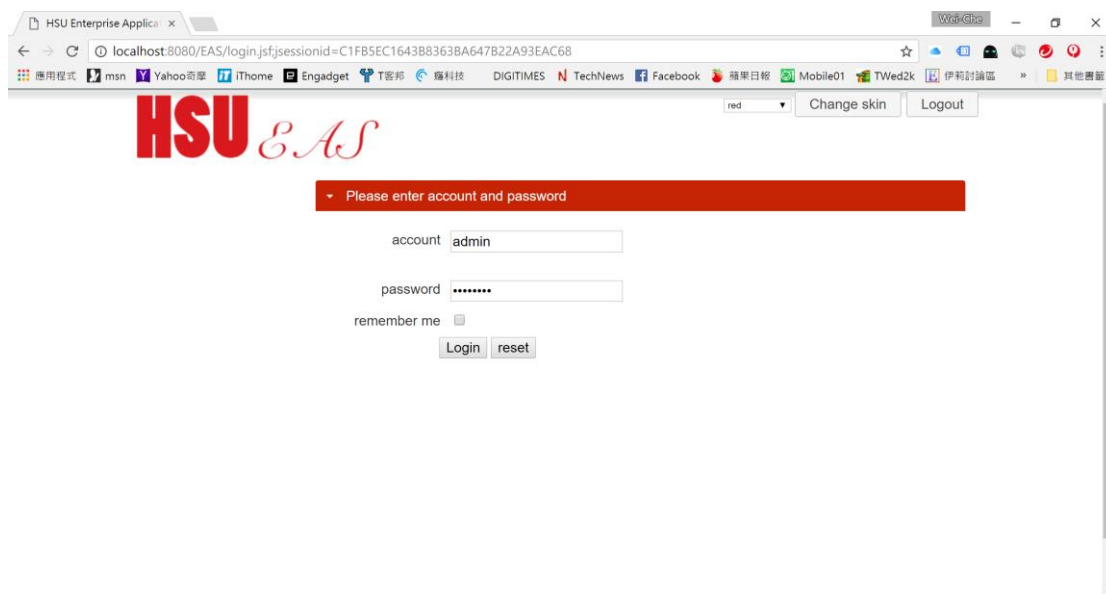 HSU Enterprise Applicat
Wei-Che
localhost:8080/EAS/login.jsf;jsessionid=C1FB5EC1643B8363BA647B22A93EAC68
應用程式 msn Yahoo奇摩 iThome Engadget T客邦 癮科技 DIGITIMES TechNews Facebook 蘋果日報 Mobile01 TWed2k 伊莉討論區 » 其他書籤
HSU EAS
red Change skin Logout
Please enter account and password
account admin
password ••••••••
remember me
Login reset